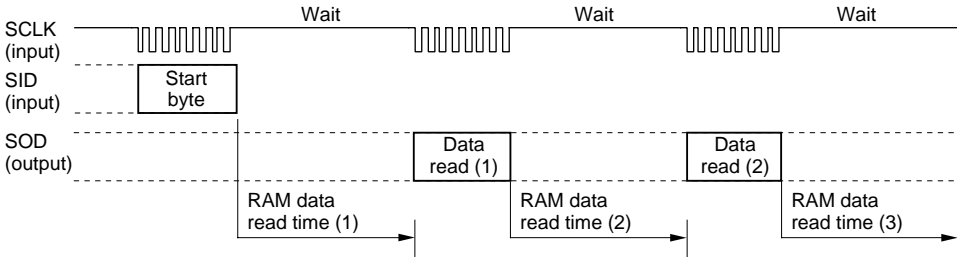 Wait Wait Wait
SCLK
(input)
SID
(input)
Start
byte
SOD
(output)
Data
read (1)
Data
read (2)
RAM data
read time (1)
RAM data
read time (2)
RAM data
read time (3)